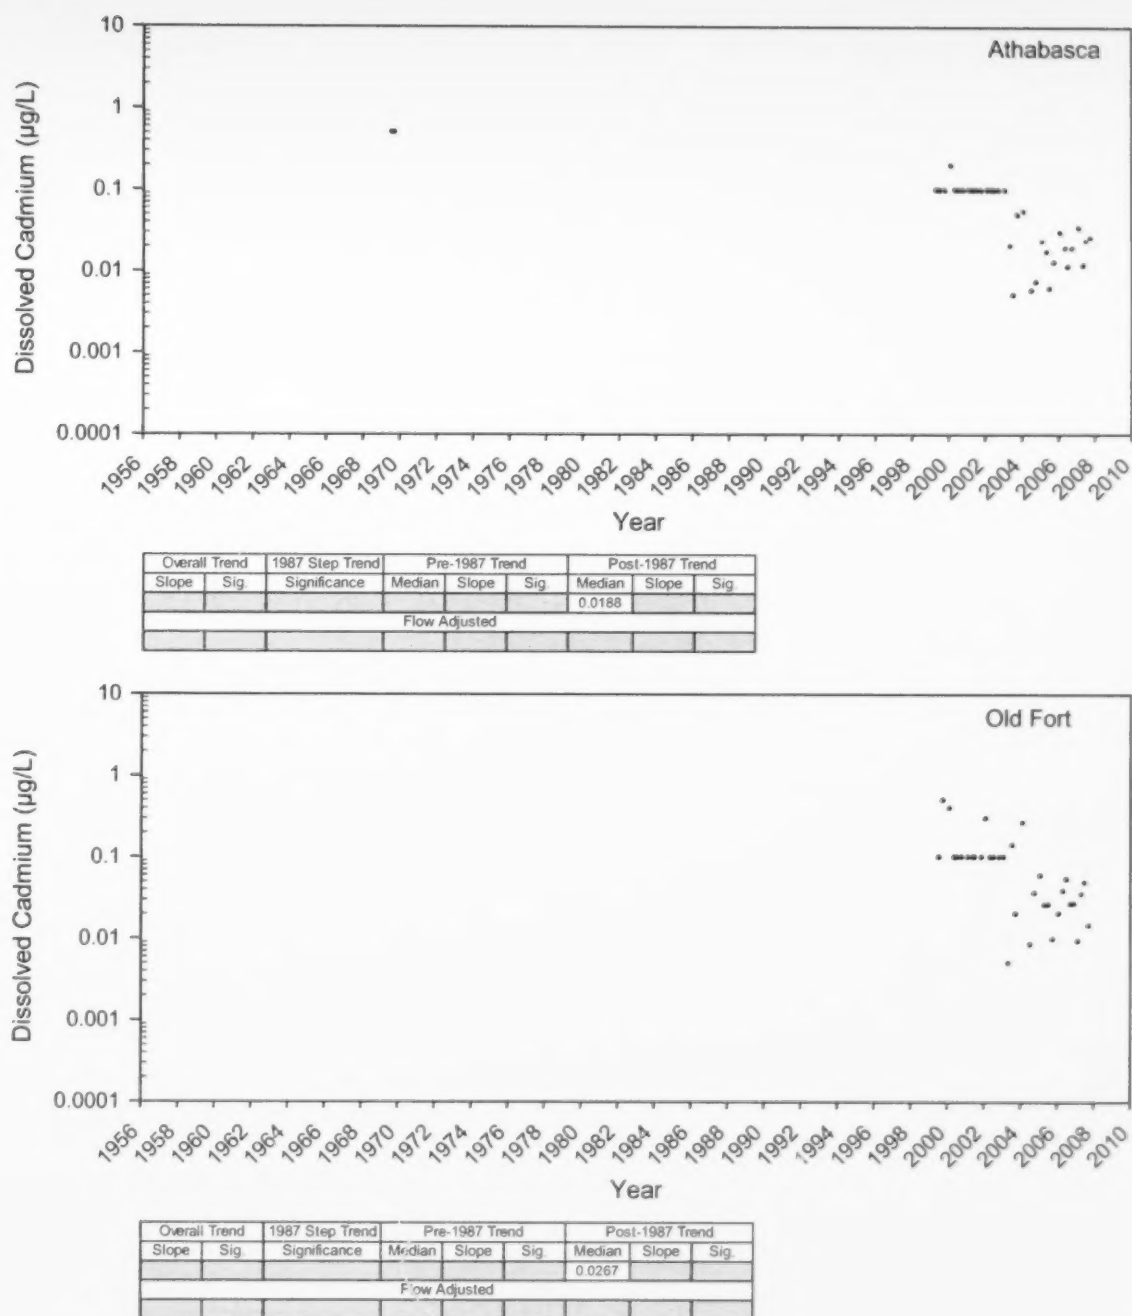 Athabasca
Dissolved Cadmium (µg/L)
10
1
0.1
0.01
0.001
0.0001
1956 1958 1960 1962 1964 1966 1968 1970 1972 1974 1976 1978 1980 1982 1984 1986 1988 1990 1992 1994 1996 1998 2000 2002 2004 2006 2008 2010
Year
Overall Trend 1987 Step Trend Pre-1987 Trend Post-1987 Trend
Slope Sig. Significance Median Slope Sig. Median Slope Sig.
0.0188
Flow Adjusted
Old Fort
Dissolved Cadmium (µg/L)
10
1
0.1
0.01
0.001
0.0001
1956 1958 1960 1962 1964 1966 1968 1970 1972 1974 1976 1978 1980 1982 1984 1986 1988 1990 1992 1994 1996 1998 2000 2002 2004 2006 2008 2010
Year
Overall Trend 1987 Step Trend Pre-1987 Trend Post-1987 Trend
Slope Sig. Significance Median Slope Sig. Median Slope Sig.
0.0267
Flow Adjusted